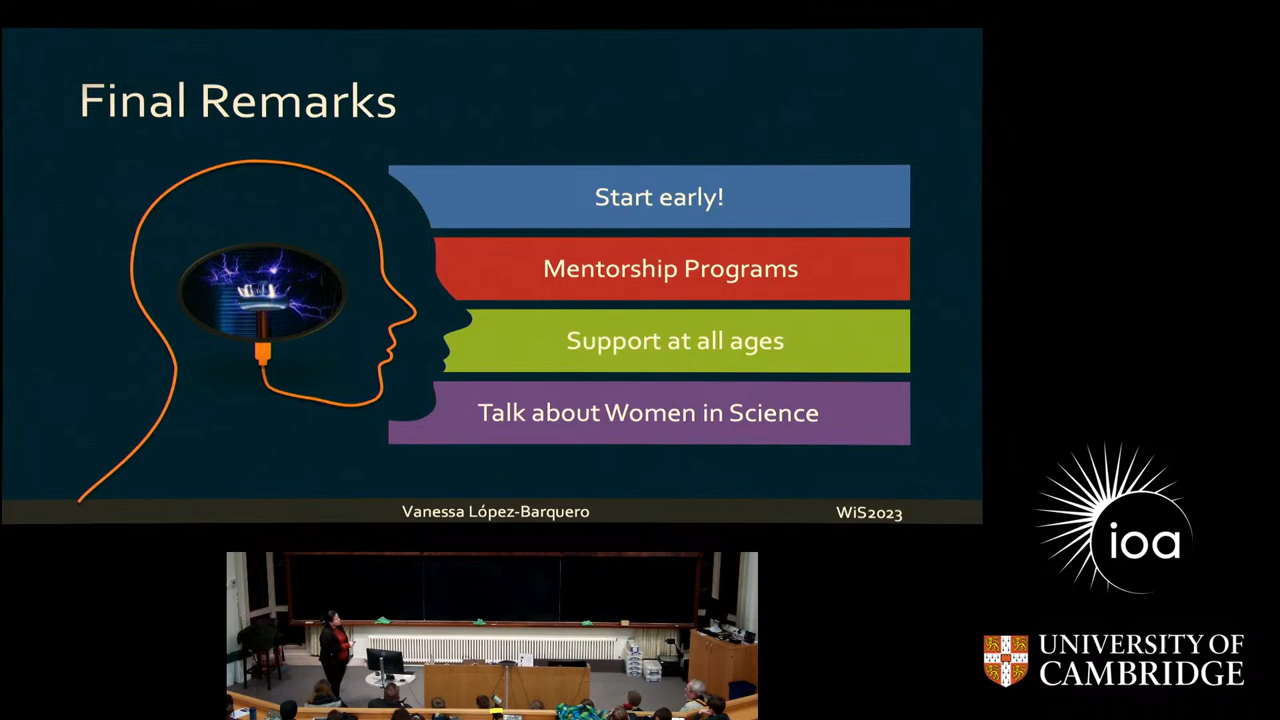 Final Remarks
Start early!
Mentorship Programs
Support at all ages
Talk about Women in Science
Vanessa López-Barquero
WiS2023
ioa
UNIVERSITY OF
CAMBRIDGE